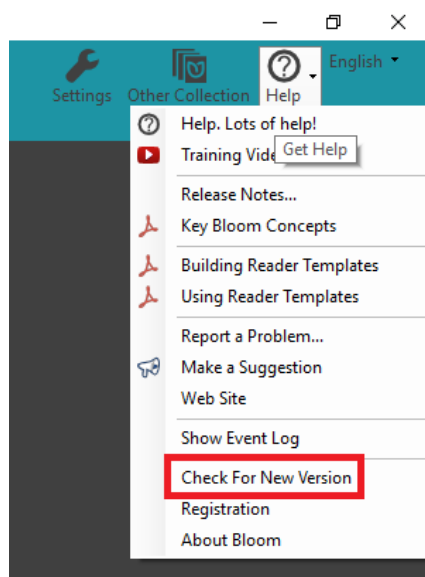 Settings Other Collection Help English
Help. Lots of help!
Training Vide
Get Help
Release Notes...
Key Bloom Concepts
Building Reader Templates
Using Reader Templates
Report a Problem...
Make a Suggestion
Web Site
Show Event Log
Check For New Version
Registration
About Bloom